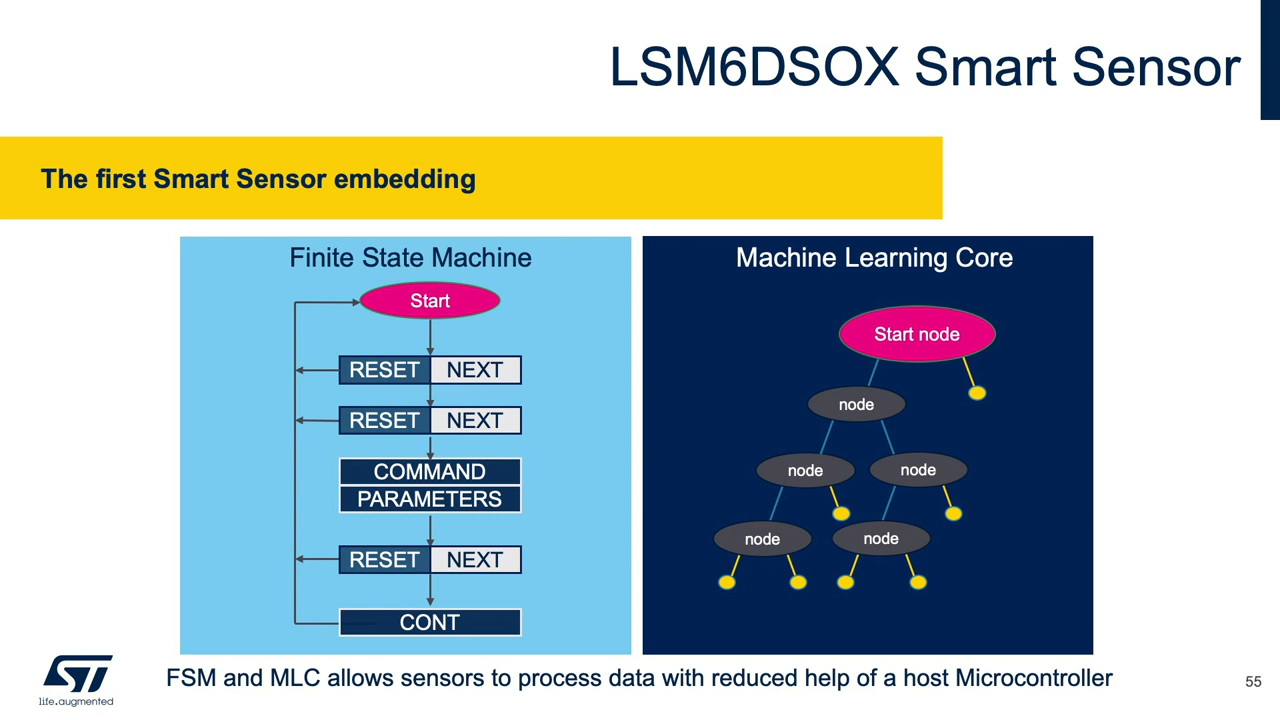 LSM6DSOX Smart Sensor
The first Smart Sensor embedding
Finite State Machine
Start
RESET NEXT
RESET NEXT
COMMAND
PARAMETERS
RESET NEXT
CONT
Machine Learning Core
Start node
node
node node
node node
ST
life.augmented
FSM and MLC allows sensors to process data with reduced help of a host Microcontroller
55